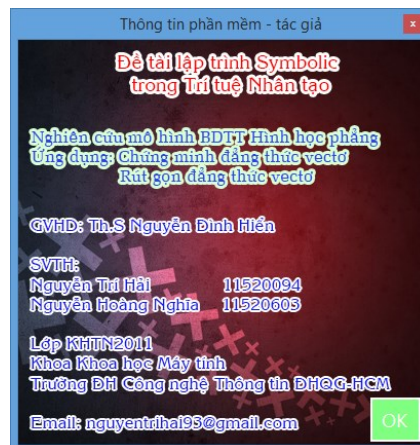 Thông tin phần mềm - tác giả
x
Đề tài lập trình Symbolic
trong Trí tuệ Nhân tạo
Nghiên cứu mô hình BDTT Hình học phẳng
Ứng dụng: Chứng minh đẳng thức vectơ
Rút gọn đẳng thức vectơ
GVHD: Th.S Nguyễn Đình Hiển
SVTH:
Nguyễn Trí Hải 11520094
Nguyễn Hoàng Nghĩa 11520603
Lớp KHTN2011
Khoa Khoa học Máy tính
Trường ĐH Công nghệ Thông tin ĐHQG-HCM
Email: nguyentrihai93@gmail.com
OK